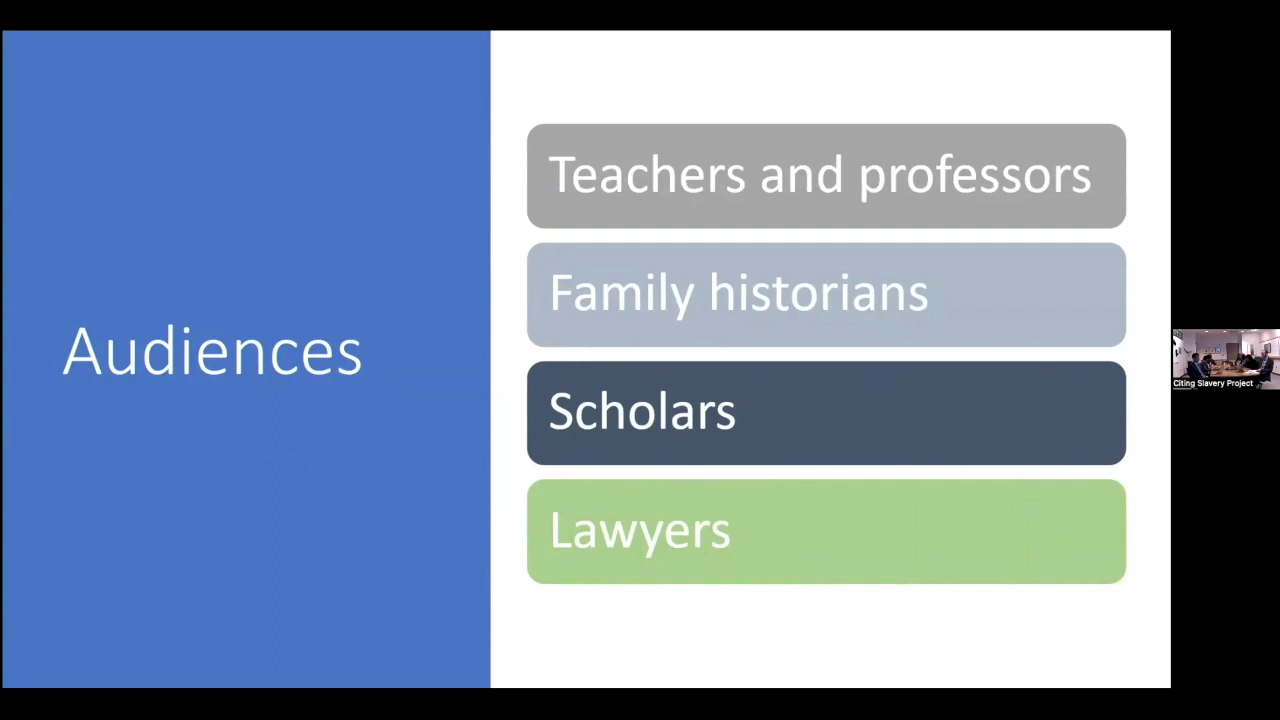 Audiences
Teachers and professors
Family historians
Scholars
Lawyers
Citing Slavery Project